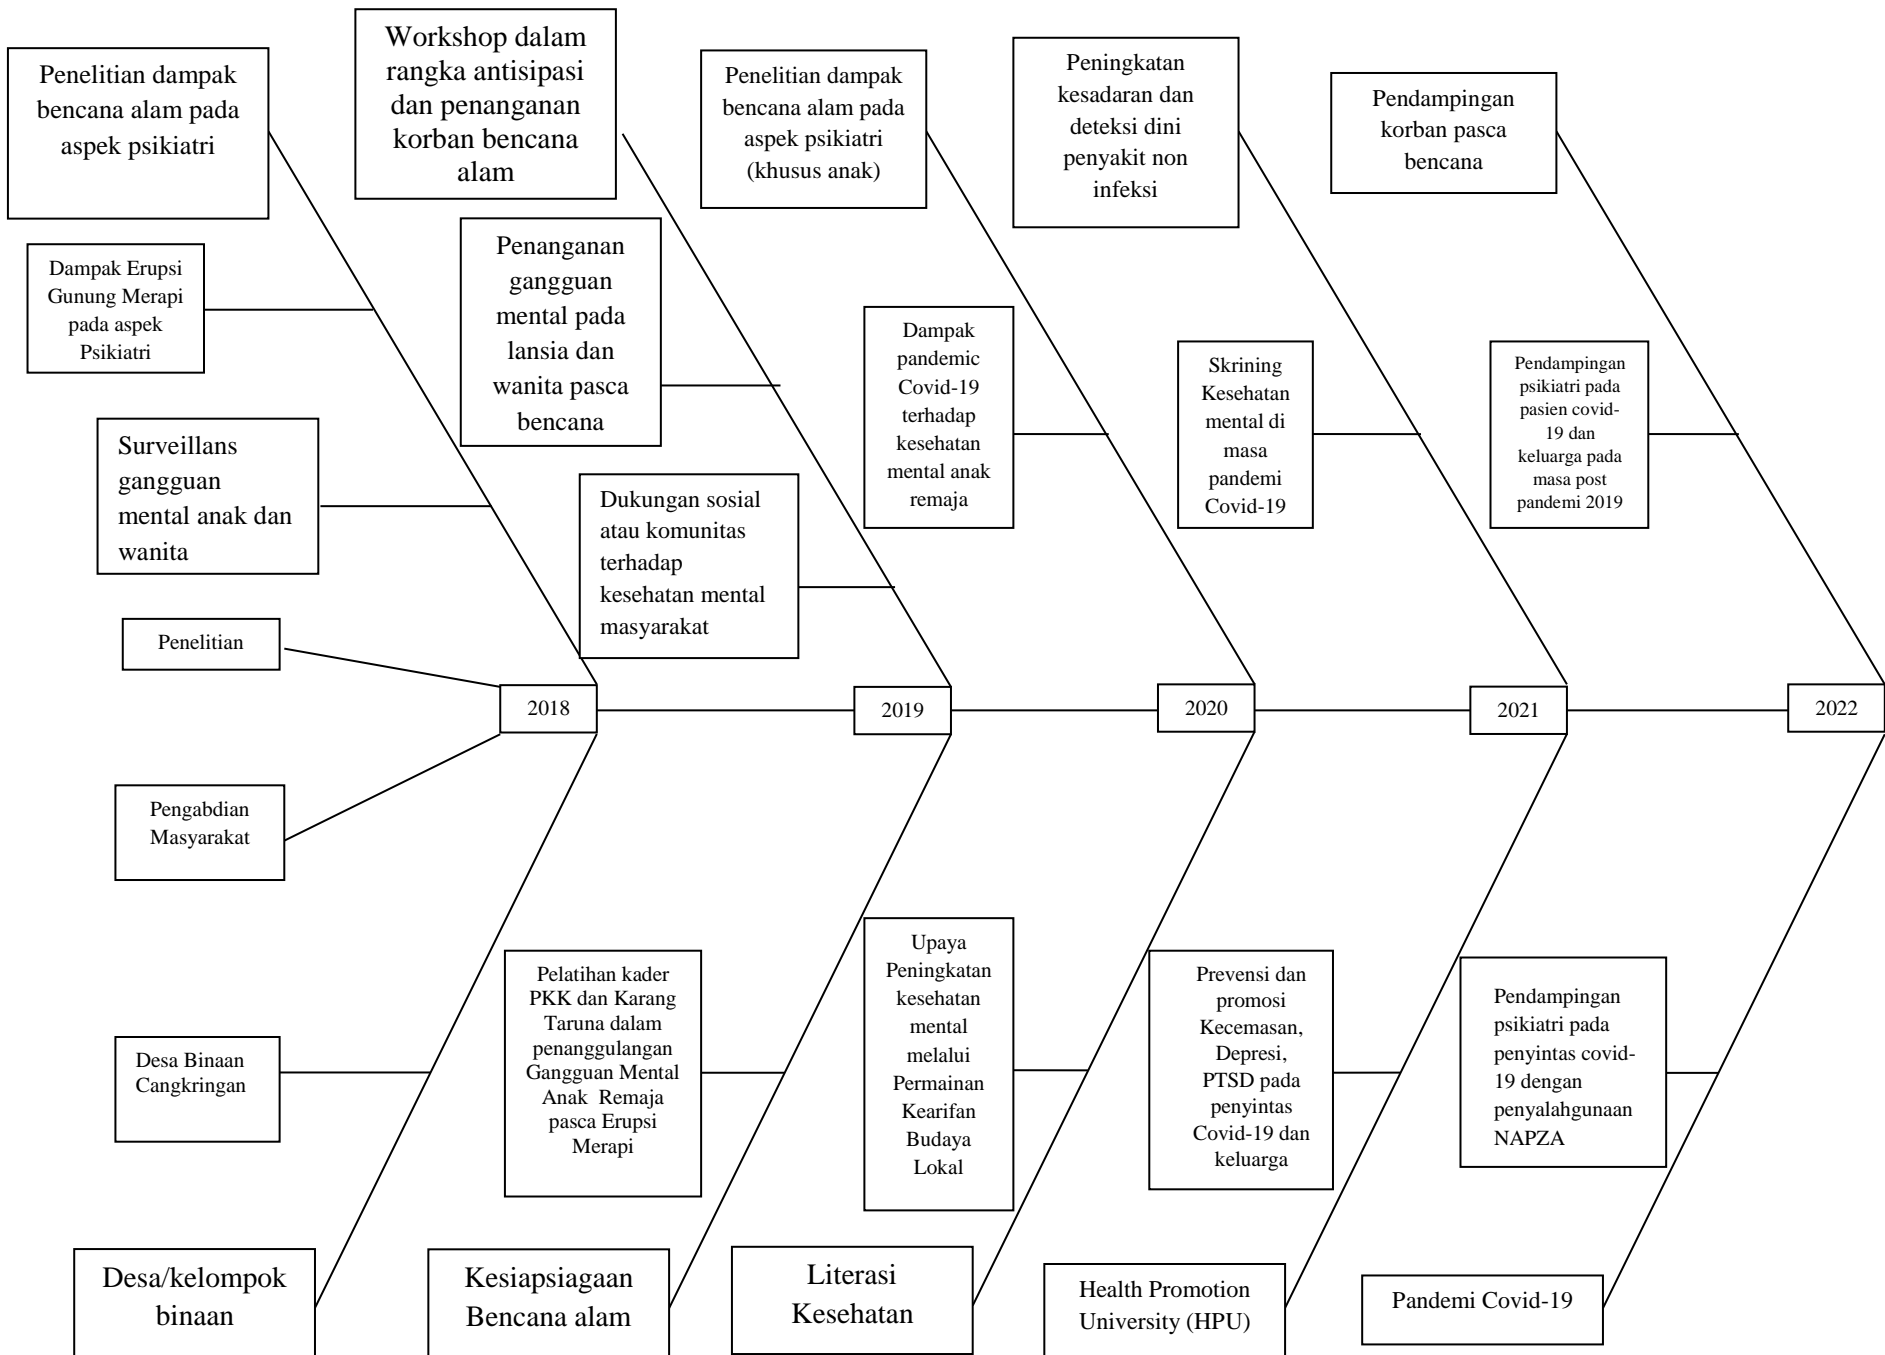 Penelitian dampak
bencana alam pada
aspek psikiatri
Workshop dalam
rangka antisipasi
dan penanganan
korban bencana
alam
Penelitian dampak
bencana alam pada
aspek psikiatri
(khusus anak)
Peningkatan
kesadaran dan
deteksi dini
penyakit non
infeksi
Pendampingan
korban pasca
bencana
Dampak Erupsi
Gunung Merapi
pada aspek
Psikiatri
Penanganan
gangguan
mental pada
lansia dan
wanita pasca
bencana
Dampak
pandemic
Covid-19
terhadap
kesehatan
mental anak
remaja
Skrining
Kesehatan
mental di
masa
pandemi
Covid-19
Pendampingan
psikiatri pada
pasien covid-
19 dan
keluarga pada
masa post
pandemi 2019
Surveillans
gangguan
mental anak dan
wanita
Dukungan sosial
atau komunitas
terhadap
kesehatan mental
masyarakat
Penelitian
2018
2019
2020
2021
2022
Pengabdian
Masyarakat
Desa Binaan
Cangkringan
Pelatihan kader
PKK dan Karang
Taruna dalam
penanggulangan
Gangguan Mental
Anak  Remaja
pasca Erupsi
Merapi
Upaya
Peningkatan
kesehatan
mental
melalui
Permainan
Kearifan
Budaya
Lokal
Prevensi dan
promosi
Kecemasan,
Depresi,
PTSD pada
penyintas
Covid-19 dan
keluarga
Pendampingan
psikiatri pada
penyintas covid-
19 dengan
penyalahgunaan
NAPZA
Desa/kelompok
binaan
Kesiapsiagaan
Bencana alam
Literasi
Kesehatan
Health Promotion
University (HPU)
Pandemi Covid-19